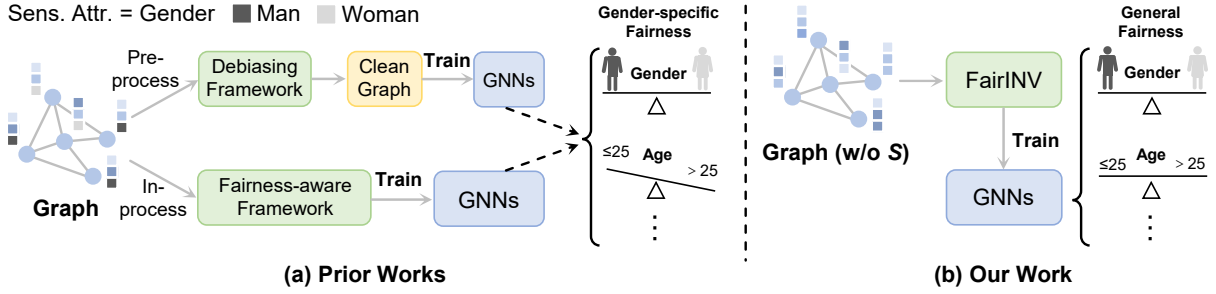 Sens. Attr. = Gender Man Woman
Pre-
process
Debiasing
Framework
Clean
Graph
Train
GNNs
Graph
In-
process
Fairness-aware
Framework
Train
GNNs
Gender-specific
Fairness
Gender
≤25 Age > 25
(a) Prior Works
Graph (w/o S)
FairINV
Train
GNNs
General
Fairness
Gender
≤25 Age > 25
(b) Our Work